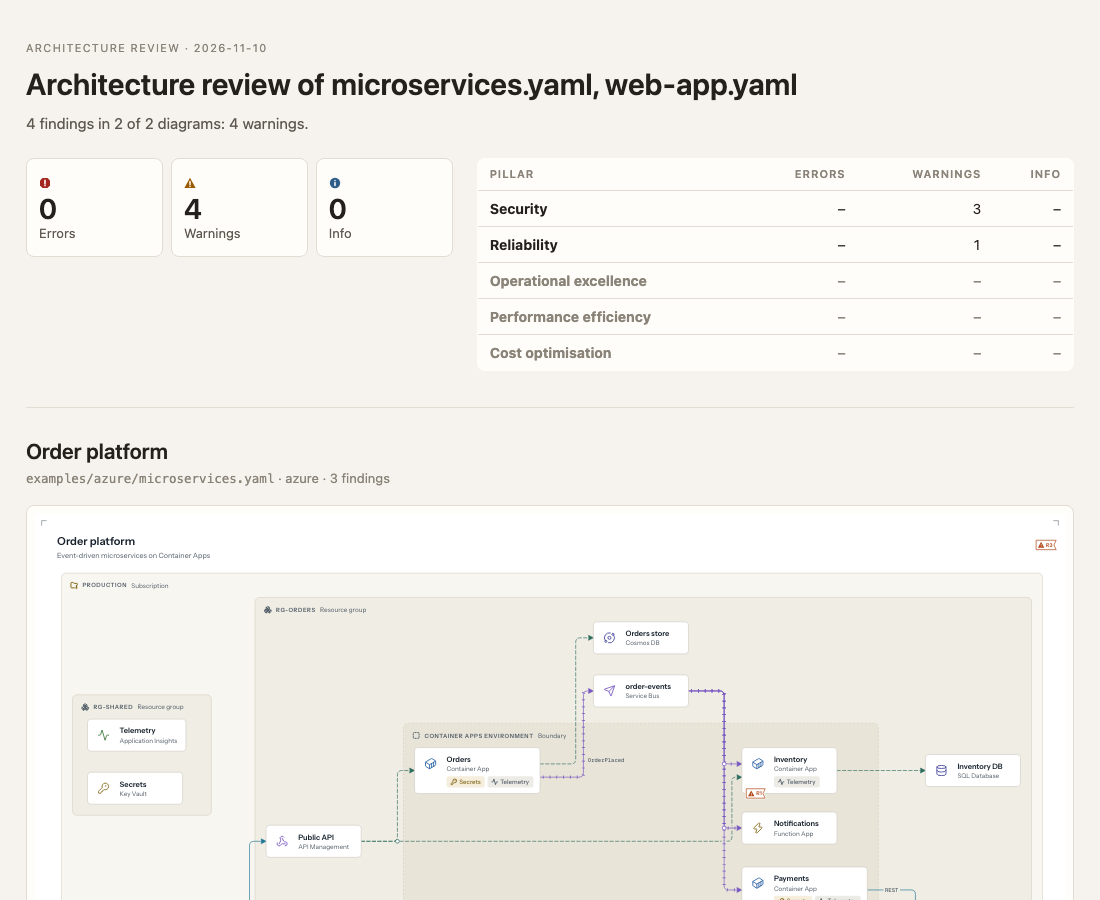 ARCHITECTURE REVIEW · 2026-11-10
Architecture review of microservices.yaml, web-app.yaml
4 findings in 2 of 2 diagrams: 4 warnings.
0
Errors
4
Warnings
0
Info
PILLAR ERRORS WARNINGS INFO
Security – 3 –
Reliability – 1 –
Operational excellence – – –
Performance efficiency – – –
Cost optimisation – – –
Order platform
examples/azure/microservices.yaml · azure · 3 findings
Order platform
Event-driven microservices on Container Apps
PRODUCTION Subscription
RG-ORDERS Resource group
Orders store
Cosmos DB
order-events
Service Bus
RG-SHARED Resource group
Telemetry
Application Insights
Secrets
Key Vault
CONTAINER APPS ENVIRONMENT Boundary
Orders
Container App
Secrets Telemetry
OrderPlaced
Inventory
Container App
Telemetry
Inventory DB
SQL Database
Notifications
Function App
Public API
API Management
Payments
Container App
REST